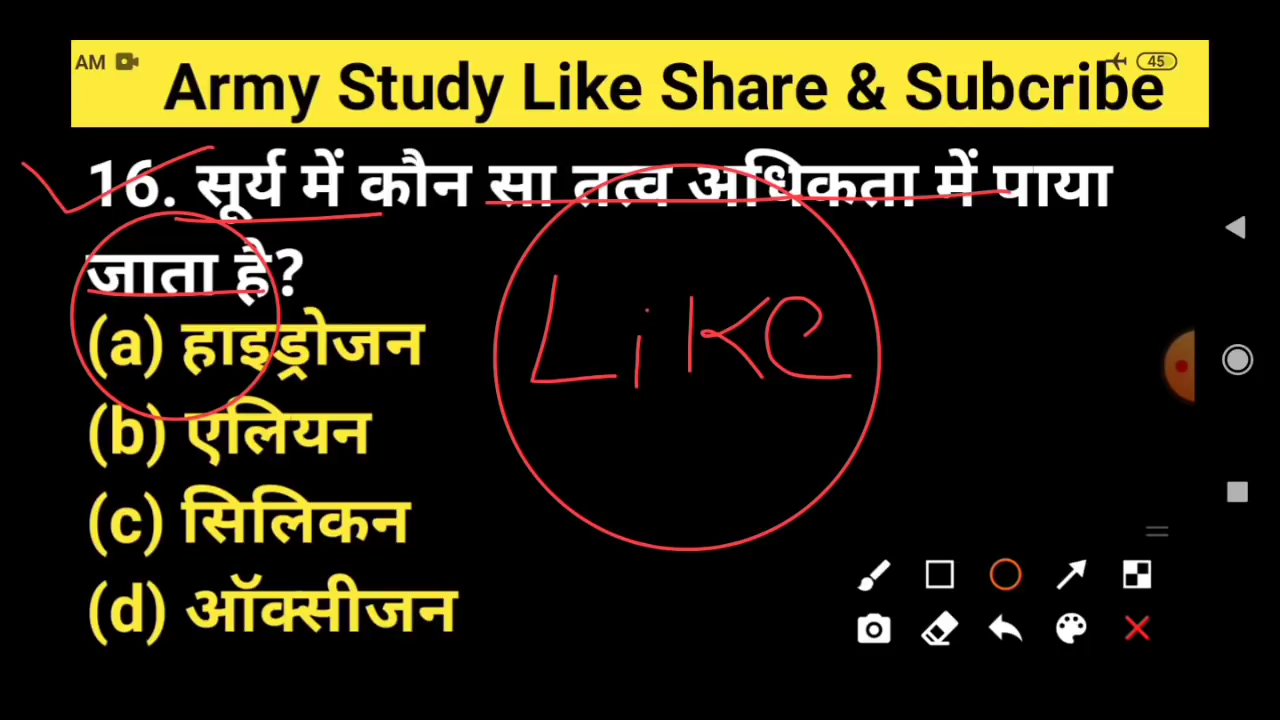 AM
45
Army Study Like Share & Subcribe
16. सूर्य में कौन सा तत्व अधिकता में पाया
जाता है?
(a) हाइड्रोजन
(b) एलियन
(c) सिलिकन
(d) ऑक्सीजन
LiKe